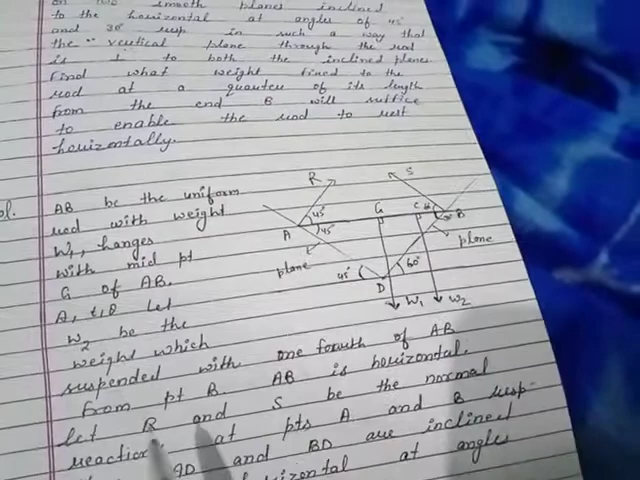 on two smooth planes inclined
to the horizontal at angles of 45°
and 30° resp in such a way that
the vertical plane through the rod
is ⊥ to both the inclined planes
Find what weight fixed to the
rod at a quarter of its length
from the end B will suffice
to enable the rod to rest
horizontally.
AB be the uniform
rod with weight
W₁, hanges
with mid pt
G of AB.
Let
W₂ be the
weight which
suspended with one fourth of AB
from pt B AB is horizontal.
let R and S be the normal
reactions at pts A and B resp.
AD and BD are inclined
horizontal at angles
R
S
45°
45°
A
G
C
B
plane
plane
45°
60°
D
W₁
W₂